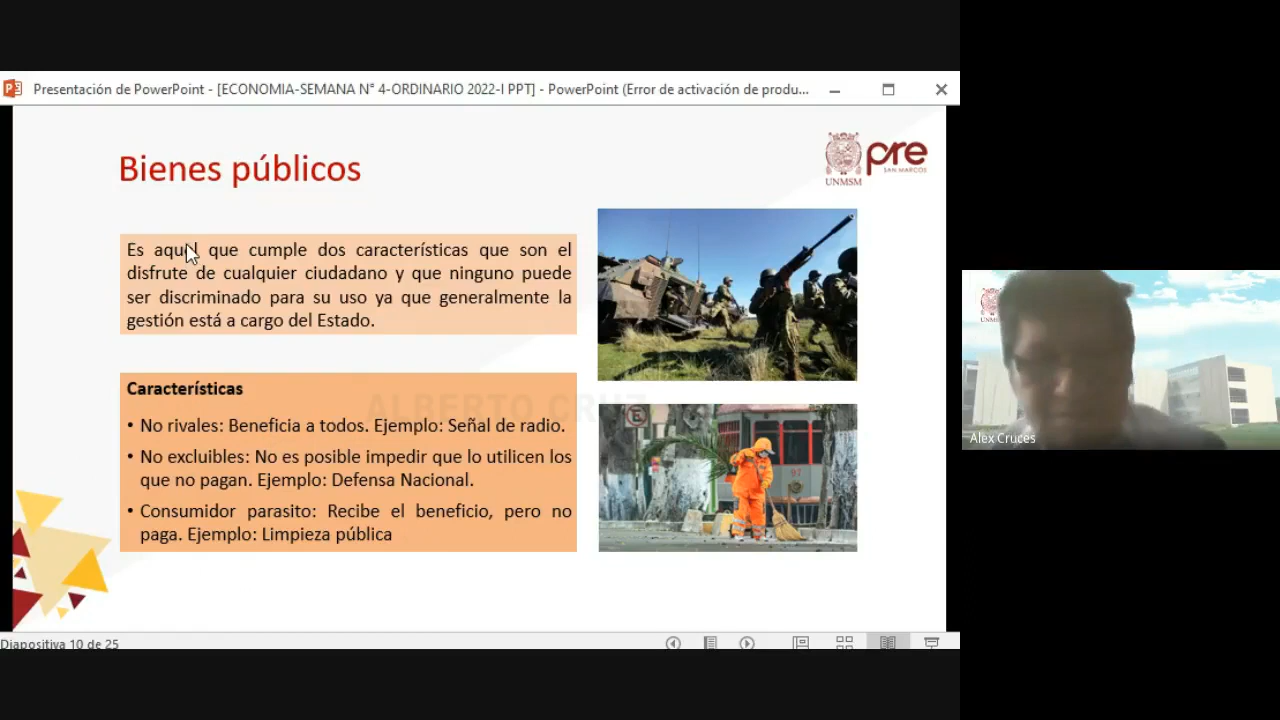 Presentación de PowerPoint - [ECONOMIA-SEMANA N° 4-ORDINARIO 2022-I PPT] - PowerPoint (Error de activación de produ...
Bienes públicos
UNMSM
pre
SAN MARCOS
Es aquel que cumple dos características que son el
disfrute de cualquier ciudadano y que ninguno puede
ser discriminado para su uso ya que generalmente la
gestión está a cargo del Estado.
Características
ALBERTO CRUZ
• No rivales: Beneficia a todos. Ejemplo: Señal de radio.
• No excluibles: No es posible impedir que lo utilicen los
que no pagan. Ejemplo: Defensa Nacional.
• Consumidor parasito: Recibe el beneficio, pero no
paga. Ejemplo: Limpieza pública
E
97
Diapositiva 10 de 25
Alex Cruces